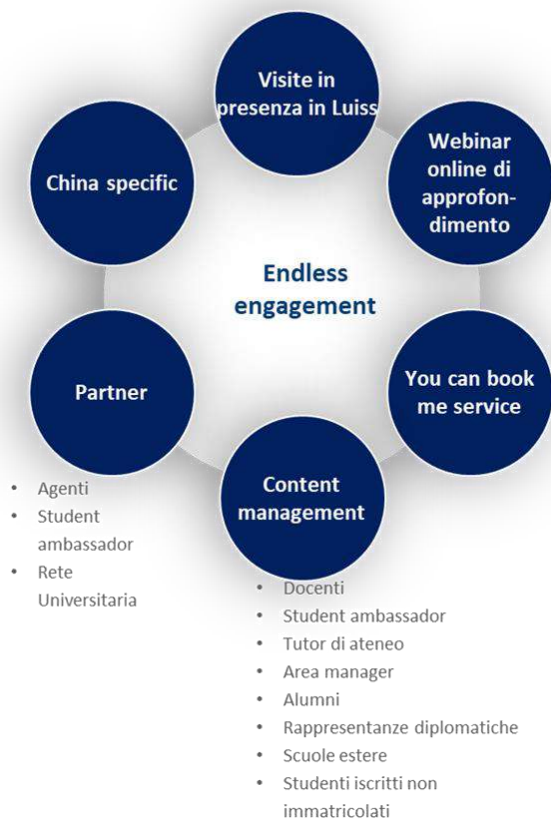 Visite in
presenza in Luiss
Webinar
online di
approfon-
dimento
China specific
Endless
engagement
Partner
You can book
me service
Content
management
• Agenti
• Student
ambassador
• Rete
Universitaria
• Docenti
• Student ambassador
• Tutor di ateneo
• Area manager
• Alumni
• Rappresentanze diplomatiche
• Scuole estere
• Studenti iscritti non
immatricolati